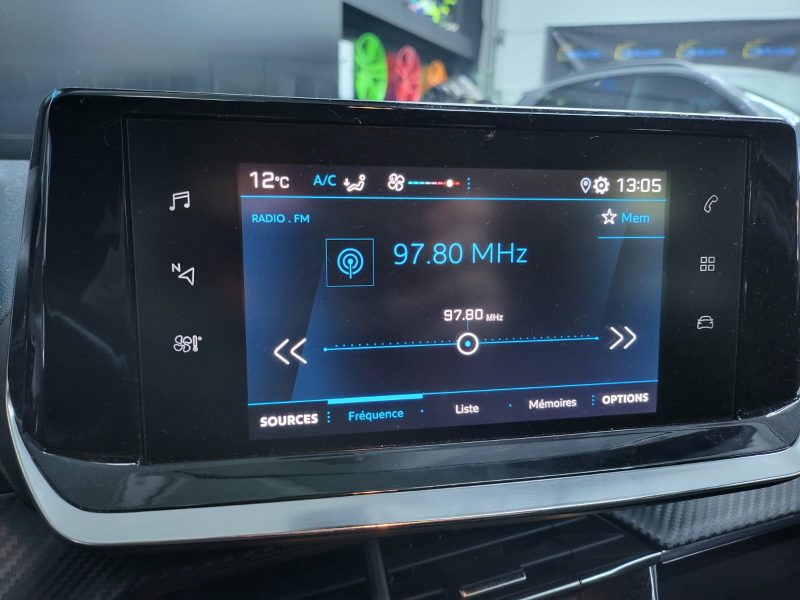 12°C A/C 13:05
RADIO . FM
Mem
97.80 MHz
97.80 MHz
N
SOURCES Fréquence Liste Mémoires OPTIONS